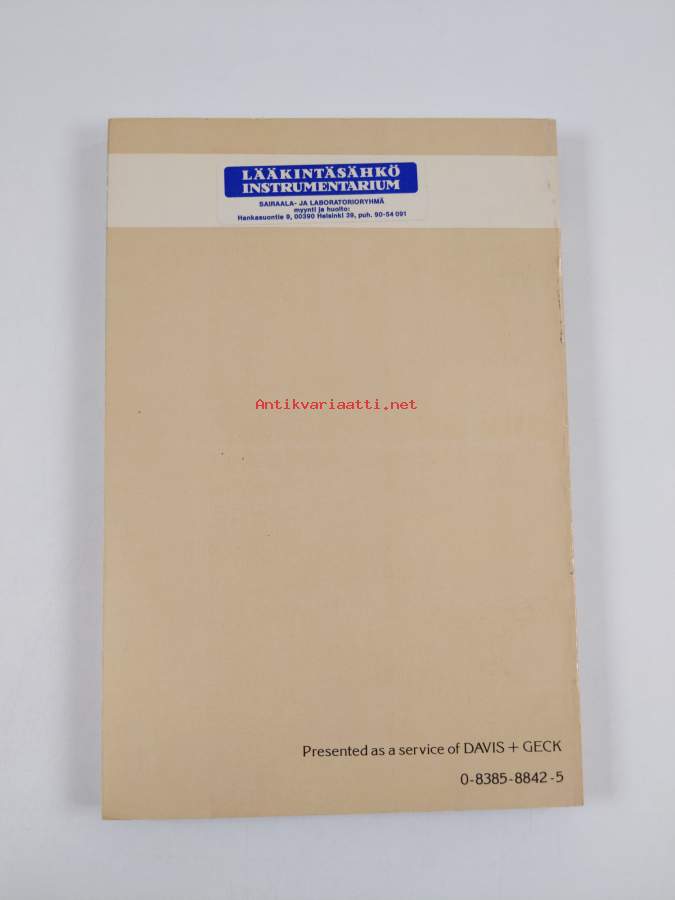 LÄÄKINTÄSÄHKÖ
INSTRUMENTARIUM
SAIRAALA- JA LABORATORIORYHMÄ
myynti ja huolto:
Hankasuontie 9, 00390 Helsinki 39, puh. 90-54 091
Antikvariaatti.net
Presented as a service of DAVIS + GECK
0-8385-8842-5